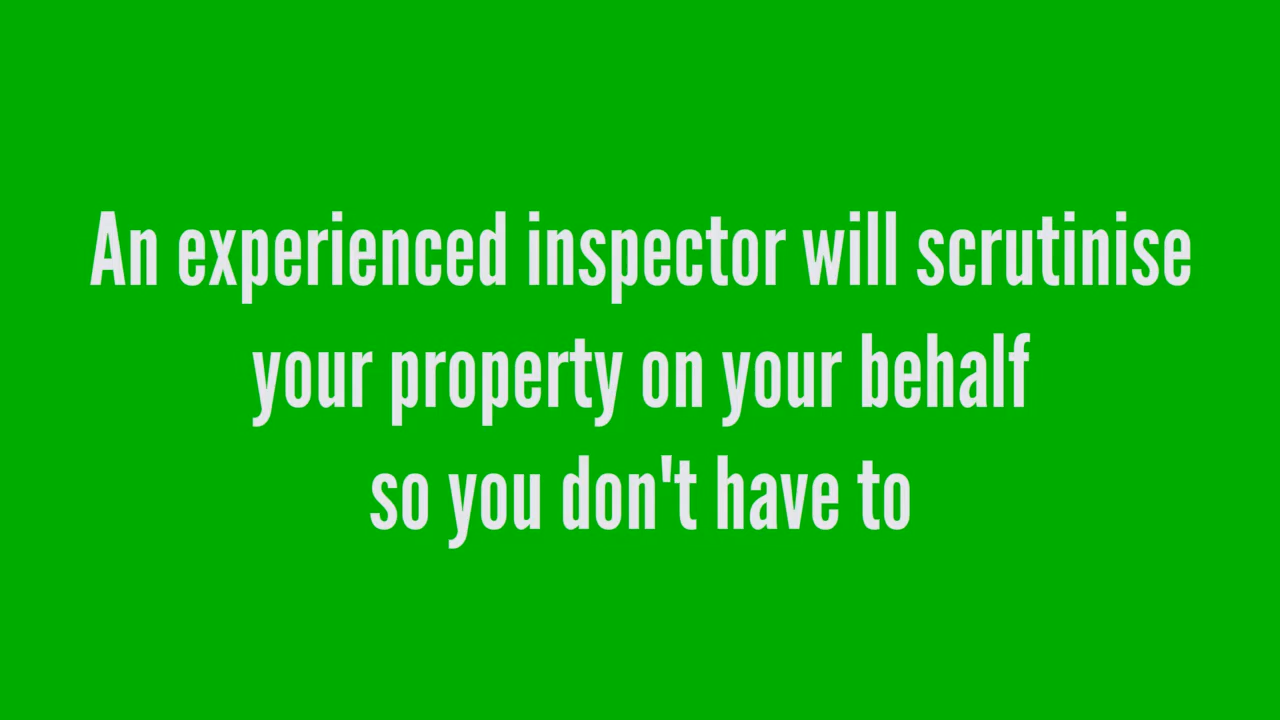 An experienced inspector will scrutinise
your property on your behalf
so you don't have to